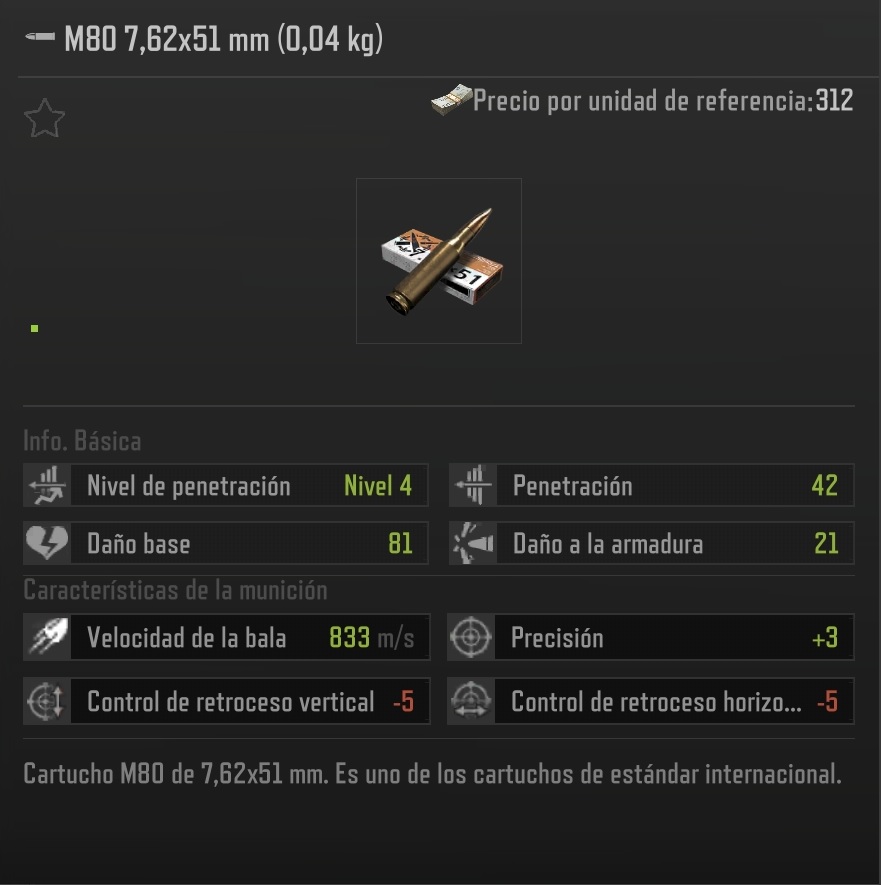 M80 7,62x51 mm (0,04 kg)
Precio por unidad de referencia:312
51
Info. Básica
Nivel de penetración Nivel 4
Penetración 42
Daño base 81
Daño a la armadura 21
Características de la munición
Velocidad de la bala 833 m/s
Precisión +3
Control de retroceso vertical -5
Control de retroceso horizo... -5
Cartucho M80 de 7,62x51 mm. Es uno de los cartuchos de estándar internacional.